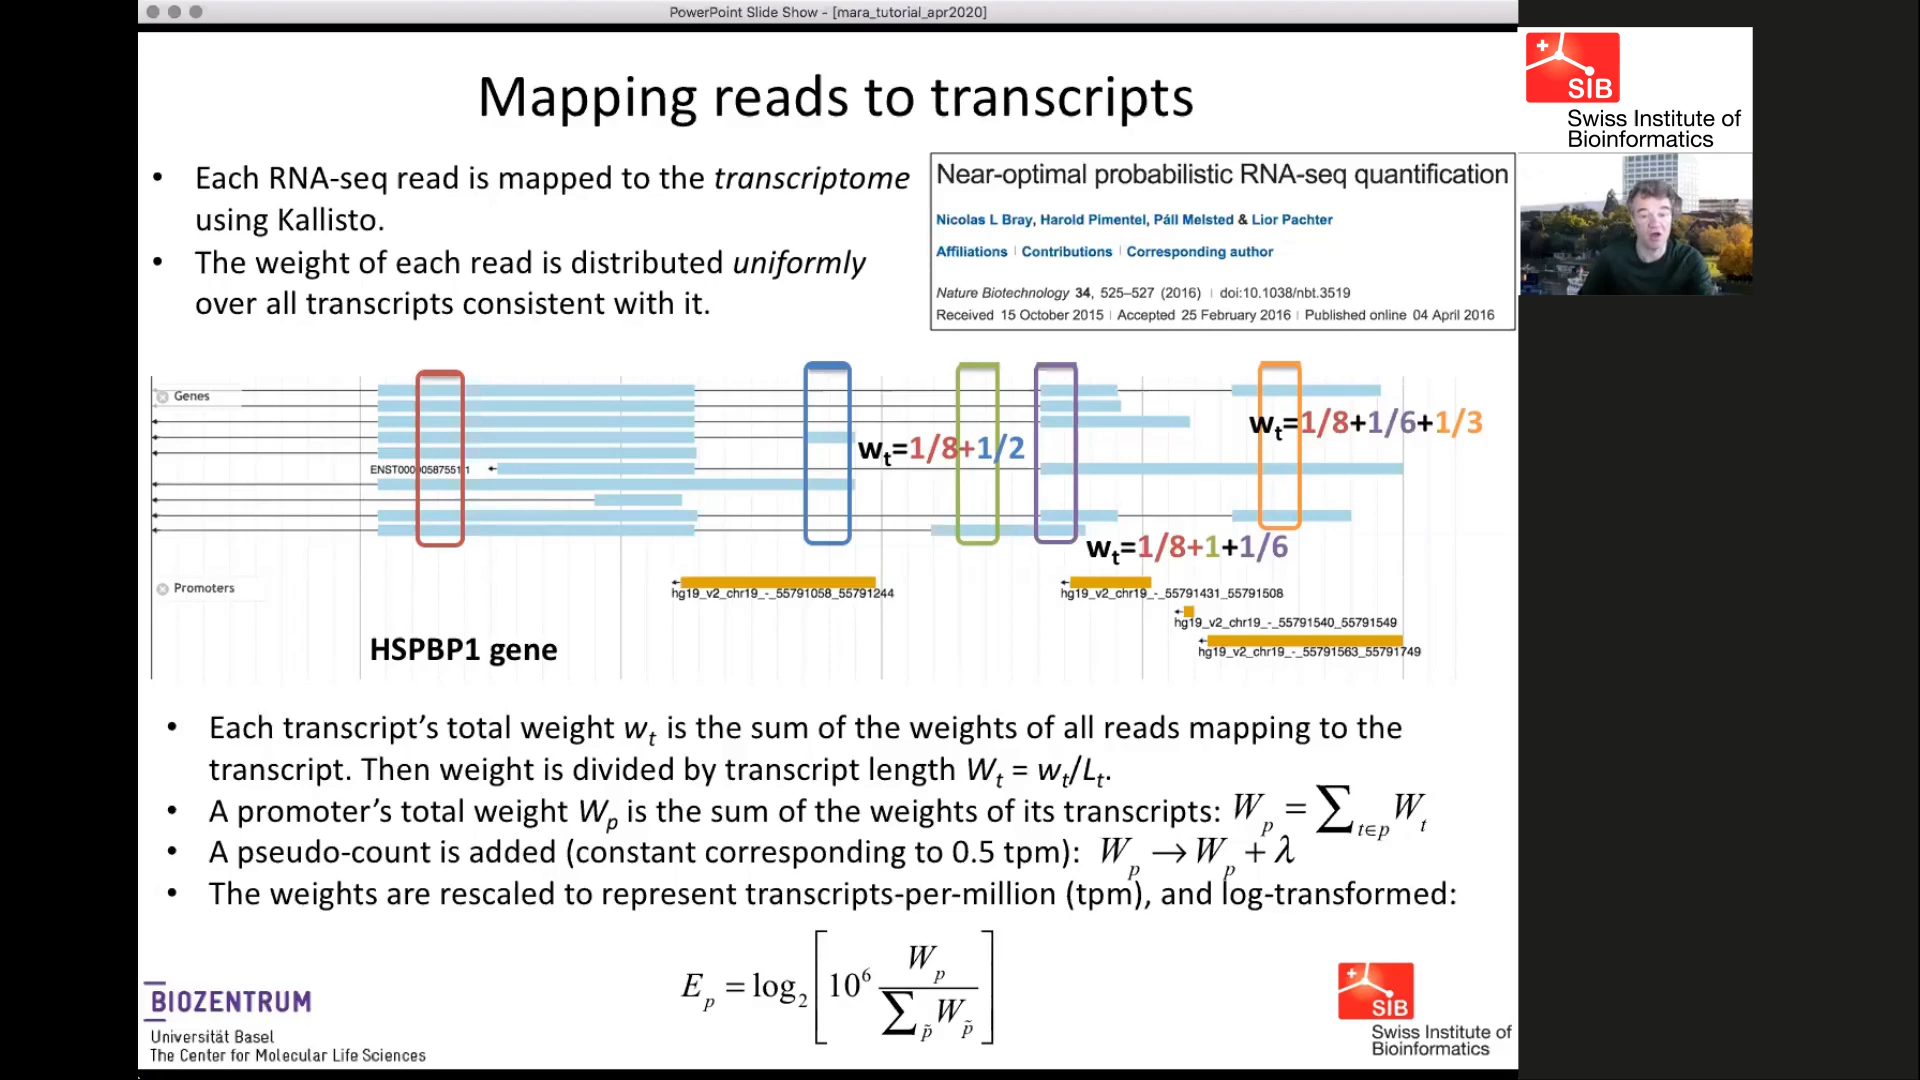 PowerPoint Slide Show - [mara_tutorial_apr2020]
Mapping reads to transcripts
• Each RNA-seq read is mapped to the transcriptome
using Kallisto.
• The weight of each read is distributed uniformly
over all transcripts consistent with it.
Near-optimal probabilistic RNA-seq quantification
Nicolas L Bray, Harold Pimentel, Páll Melsted & Lior Pachter
Affiliations | Contributions | Corresponding author
Nature Biotechnology 34, 525–527 (2016) | doi:10.1038/nbt.3519
Received 15 October 2015 | Accepted 25 February 2016 | Published online 04 April 2016
SIB
Swiss Institute of
Bioinformatics
Genes
wt=1/8+1/6+1/3
wt=1/8+1/2
wt=1/8+1+1/6
Promoters
hg19_v2_chr19_-_55791058_55791244
hg19_v2_chr19_-_55791431_55791508
hg19_v2_chr19_-_55791540_55791549
hg19_v2_chr19_-_55791563_55791749
HSPBP1 gene
• Each transcript’s total weight wt is the sum of the weights of all reads mapping to the
transcript. Then weight is divided by transcript length Wt = wt/Lt.
• A promoter’s total weight Wp is the sum of the weights of its transcripts: Wp = ∑t∈p Wt
• A pseudo-count is added (constant corresponding to 0.5 tpm): Wp → Wp + λ
• The weights are rescaled to represent transcripts-per-million (tpm), and log-transformed:
Ep = log2 [10^6 Wp / ∑p̃ Wp̃]
BIOZENTRUM
Universität Basel
The Center for Molecular Life Sciences
SIB
Swiss Institute of
Bioinformatics